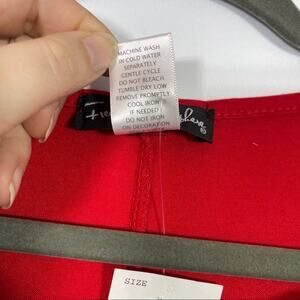 MACHINE WASH
IN COLD WATER
SEPARATELY
GENTLE CYCLE
DO NOT BLEACH
TUMBLE DRY LOW
REMOVE PROMPTLY
COOL IRON
IF NEEDED
DO NOT IRON
ON DECORATION
SIZE